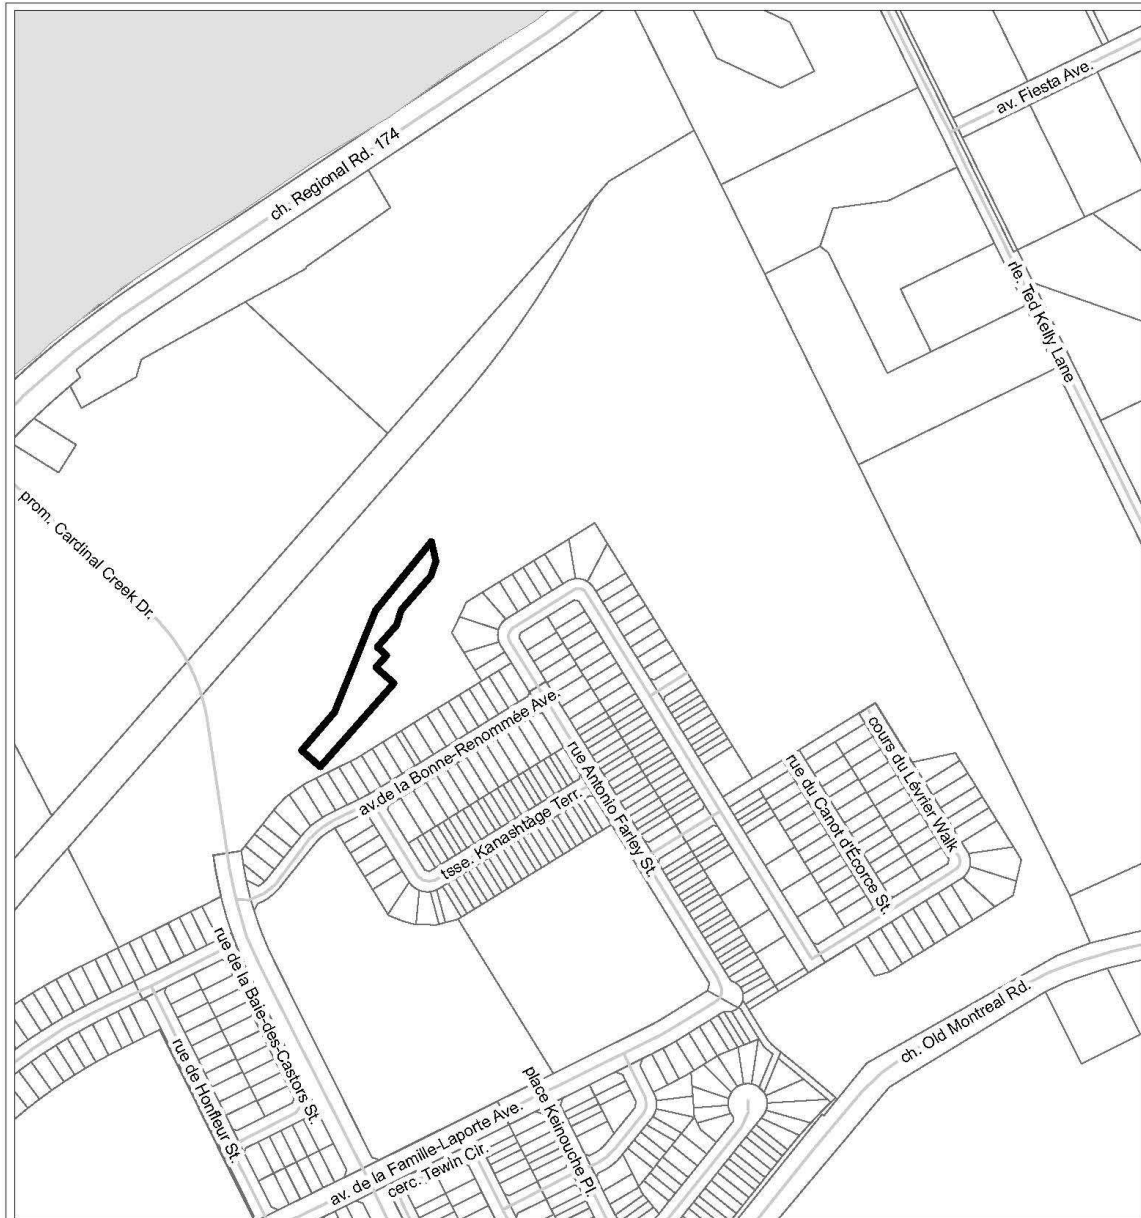 av. Fiesta Ave.
ch. Regional Rd. 174
rle. Ted Kelly Lane
prom. Cardinal Creek Dr.
av.de la Bonne-Renommée Ave.
cours du Lévrier Walk
rue Antonio Farley St.
rue du Canot d'Écorce St.
tsse. Kanashtàge Terr.
rue de la Baie-des-Castors St.
ch. Old Montreal Rd.
rue de Honfleur St.
place Keinouche Pl.
av. de la Famille-Laporte Ave.
cerc. Tewin Cir.